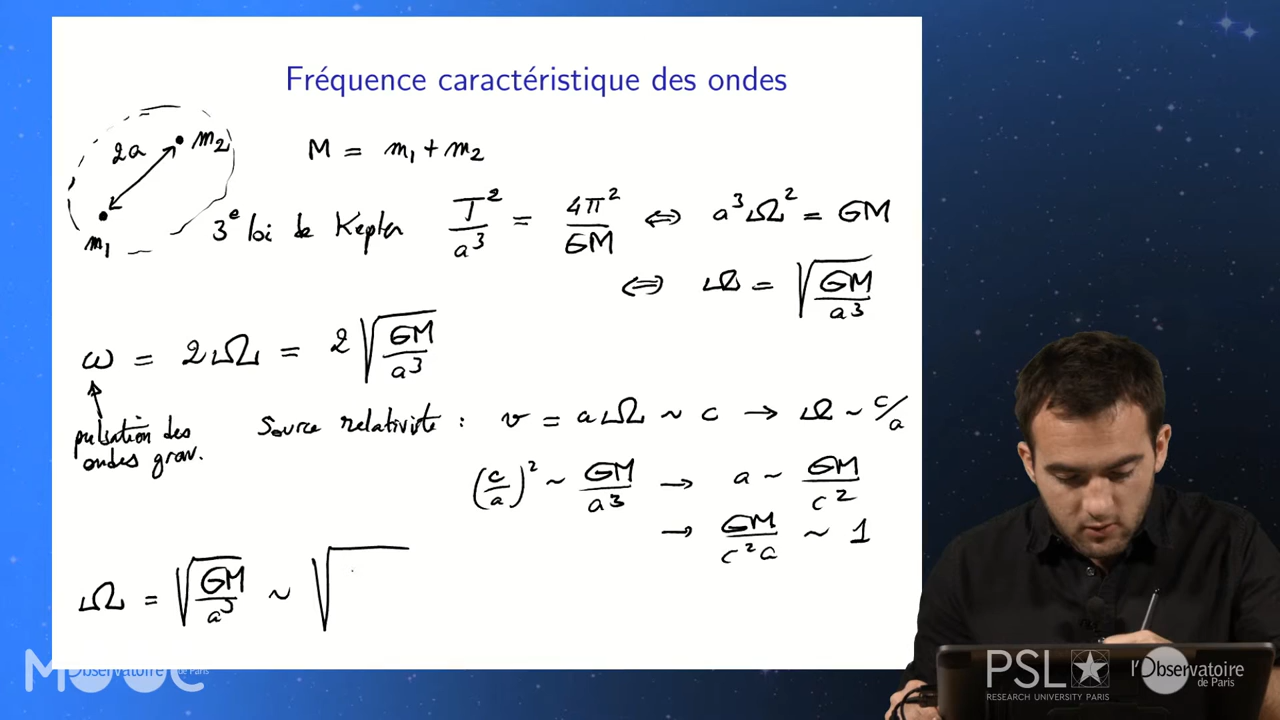 Fréquence caractéristique des ondes
2a m₂ M = m₁ + m₂
m₁ 3ᵉ loi de Kepler T²/a³ = 4π²/GM ⇔ a³Ω² = GM
⇔ Ω = √(GM/a³)
ω = 2Ω = 2√(GM/a³)
pulsation des
ondes grav.
Source relativiste : v = aΩ ~ c → Ω ~ c/a
(c/a)² ~ GM/a³ → a ~ GM/c²
→ GM/c²a ~ 1
Ω = √(GM/a³) ~ √
MOOC
l'Observatoire
de Paris
PSL
RESEARCH UNIVERSITY PARIS
l'Observatoire
de Paris